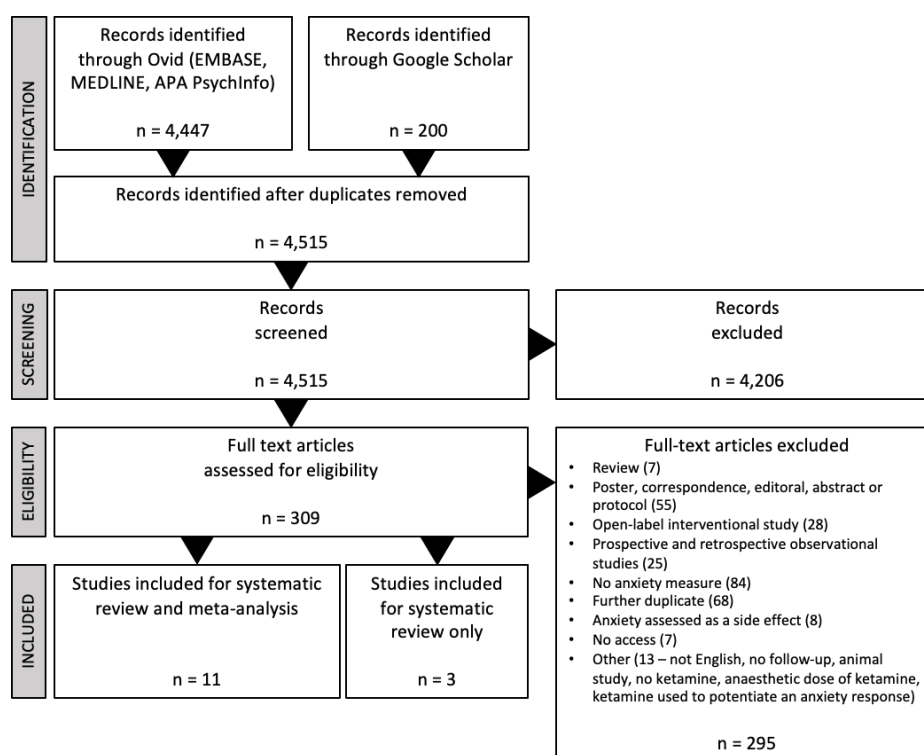 IDENTIFICATION
Records identified
through Ovid (EMBASE,
MEDLINE, APA PsychInfo)
n = 4,447
Records identified
through Google Scholar
n = 200
Records identified after duplicates removed
n = 4,515
SCREENING
Records
screened
n = 4,515
Records
excluded
n = 4,206
ELIGIBILITY
Full text articles
assessed for eligibility
n = 309
Full-text articles excluded
• Review (7)
• Poster, correspondence, editoral, abstract or
protocol (55)
• Open-label interventional study (28)
• Prospective and retrospective observational
studies (25)
• No anxiety measure (84)
• Further duplicate (68)
• Anxiety assessed as a side effect (8)
• No access (7)
• Other (13 – not English, no follow-up, animal
study, no ketamine, anaesthetic dose of ketamine,
ketamine used to potentiate an anxiety response)
n = 295
INCLUDED
Studies included for systematic
review and meta-analysis
n = 11
Studies included
for systematic
review only
n = 3